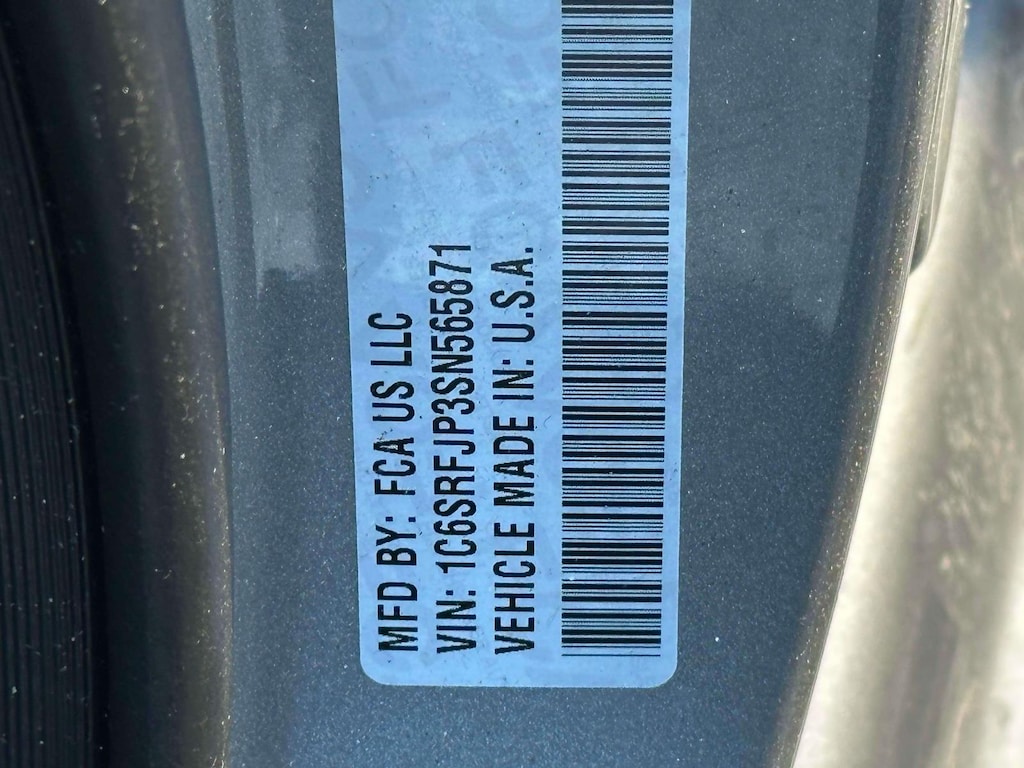 MFD BY: FCA US LLC
VIN: 1C6SRFJP3SN565871
VEHICLE MADE IN: U.S.A.